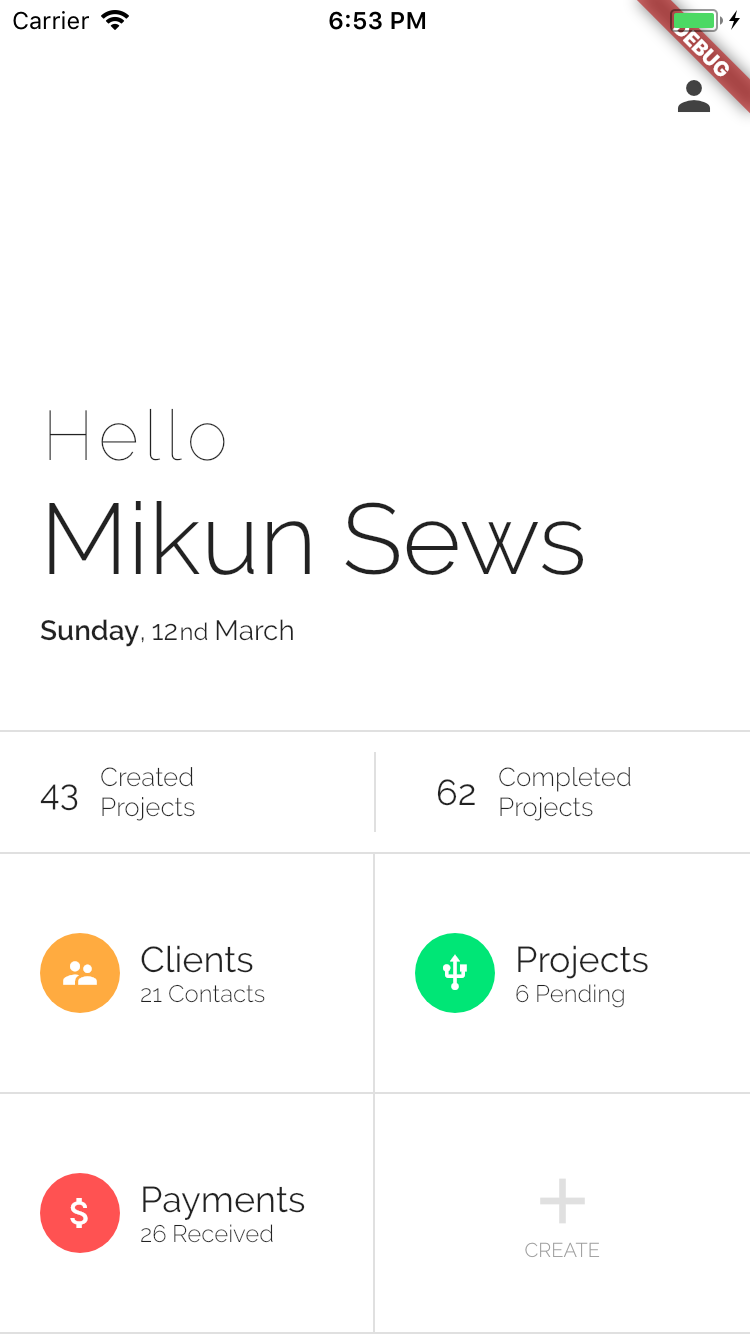 Carrier 6:53 PM
DEBUG
Hello
Mikun Sews
Sunday, 12nd March
43 Created Projects
62 Completed Projects
Clients
21 Contacts
Projects
6 Pending
Payments
26 Received
CREATE